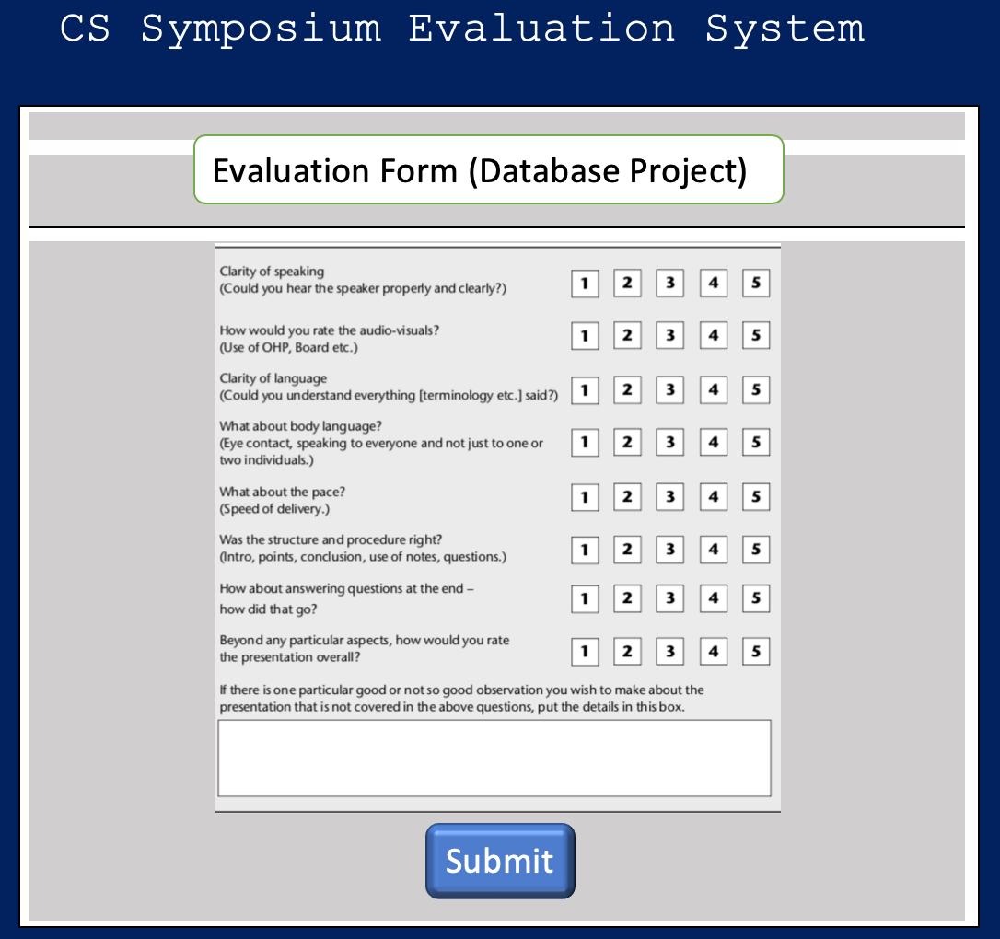 CS Symposium Evaluation System
Evaluation Form (Database Project)
Clarity of speaking
(Could you hear the speaker properly and clearly?) 1 2 3 4 5
How would you rate the audio-visuals?
(Use of OHP, Board etc.) 1 2 3 4 5
Clarity of language
(Could you understand everything [terminology etc.] said?) 1 2 3 4 5
What about body language?
(Eye contact, speaking to everyone and not just to one or 1 2 3 4 5
two individuals.)
What about the pace?
(Speed of delivery.) 1 2 3 4 5
Was the structure and procedure right?
(Intro, points, conclusion, use of notes, questions.) 1 2 3 4 5
How about answering questions at the end –
how did that go? 1 2 3 4 5
Beyond any particular aspects, how would you rate
the presentation overall? 1 2 3 4 5
If there is one particular good or not so good observation you wish to make about the
presentation that is not covered in the above questions, put the details in this box.
Submit